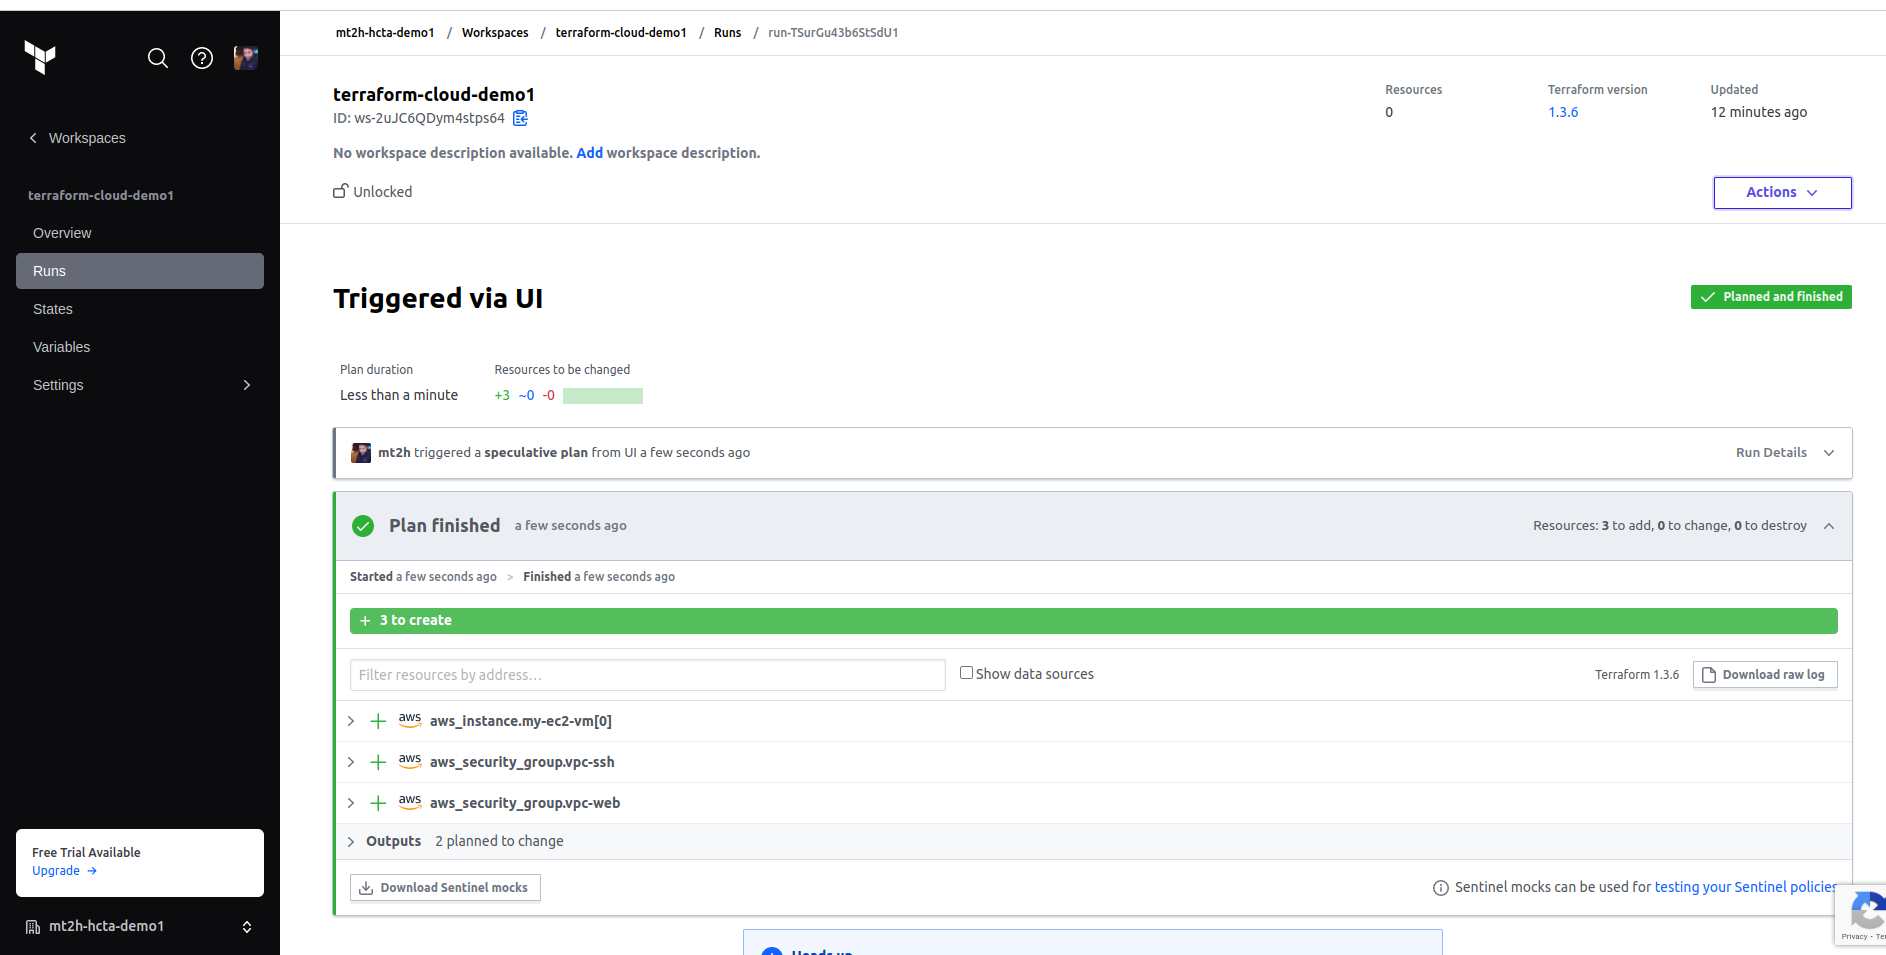 mt2h-hcta-demo1 / Workspaces / terraform-cloud-demo1 / Runs / run-TSurGu43b6StSdU1
Workspaces
terraform-cloud-demo1
Overview
Runs
States
Variables
Settings
Free Trial Available
Upgrade →
mt2h-hcta-demo1
terraform-cloud-demo1
ID: ws-2uJC6QDym4stps64
No workspace description available. Add workspace description.
Unlocked
Resources
0
Terraform version
1.3.6
Updated
12 minutes ago
Actions
Triggered via UI
Planned and finished
Plan duration
Less than a minute
Resources to be changed
+3 ~0 -0
mt2h triggered a speculative plan from UI a few seconds ago
Run Details
Plan finished a few seconds ago
Resources: 3 to add, 0 to change, 0 to destroy
Started a few seconds ago > Finished a few seconds ago
+ 3 to create
Filter resources by address...
Show data sources
Terraform 1.3.6
Download raw log
aws aws_instance.my-ec2-vm[0]
aws aws_security_group.vpc-ssh
aws aws_security_group.vpc-web
Outputs 2 planned to change
Download Sentinel mocks
Sentinel mocks can be used for testing your Sentinel policies
Privacy - Ter
Heads up